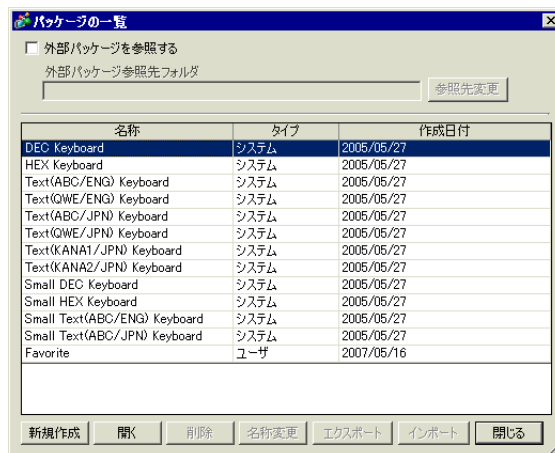 パッケージの一覧
外部パッケージを参照する
外部パッケージ参照先フォルダ
参照先変更
名称 タイプ 作成日付
DEC Keyboard システム 2005/05/27
HEX Keyboard システム 2005/05/27
Text(ABC/ENG) Keyboard システム 2005/05/27
Text(QWE/ENG) Keyboard システム 2005/05/27
Text(ABC/JPN) Keyboard システム 2005/05/27
Text(QWE/JPN) Keyboard システム 2005/05/27
Text(KANA1/JPN) Keyboard システム 2005/05/27
Text(KANA2/JPN) Keyboard システム 2005/05/27
Small DEC Keyboard システム 2005/05/27
Small HEX Keyboard システム 2005/05/27
Small Text(ABC/ENG) Keyboard システム 2005/05/27
Small Text(ABC/JPN) Keyboard システム 2005/05/27
Favorite ユーザ 2007/05/16
新規作成 開く 削除 名称変更 エクスポート インポート 閉じる